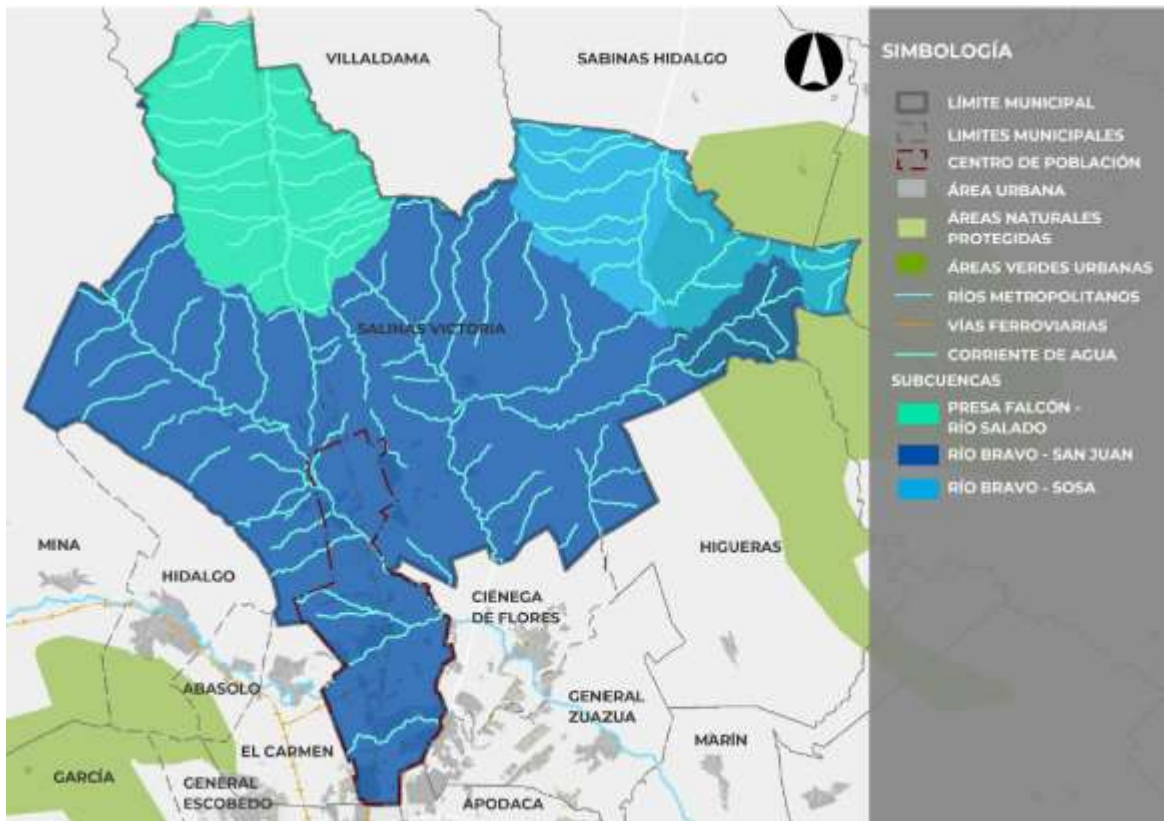 VILLALDAMA
SABINAS HIDALGO
SALINAS VICTORIA
MINA
HIDALGO
HIGUERAS
CIÉNEGA
DE FLORES
ABASOLO
GENERAL
ZUAZUA
EL CARMEN
MARÍN
GARCÍA
GENERAL
ESCOBEDO
APODACA
SIMBOLOGÍA
LÍMITE MUNICIPAL
LIMITES MUNICIPALES
CENTRO DE POBLACIÓN
ÁREA URBANA
ÁREAS NATURALES
PROTEGIDAS
ÁREAS VERDES URBANAS
RÍOS METROPOLITANOS
VÍAS FERROVIARIAS
CORRIENTE DE AGUA
SUBCUENCAS
PRESA FALCÓN -
RÍO SALADO
RÍO BRAVO - SAN JUAN
RÍO BRAVO - SOSA